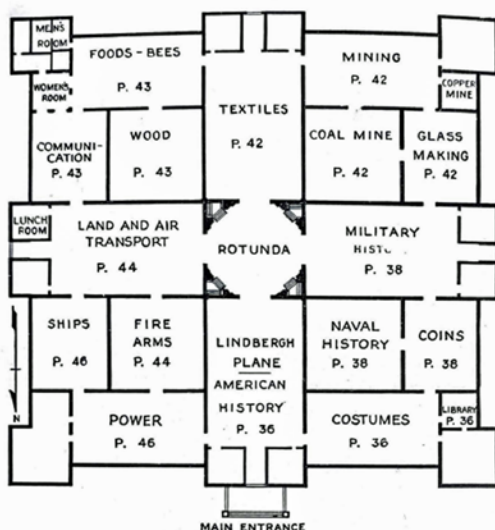 MEN'S
ROOM
FOODS - BEES
P. 43
MINING
P. 42
WOMEN'S
ROOM
COPPER
MINE
TEXTILES
P. 42
COMMUNI-
CATION
P. 43
WOOD
P. 43
COAL MINE
P. 42
GLASS
MAKING
P. 42
LUNCH
ROOM
LAND AND AIR
TRANSPORT
P. 44
ROTUNDA
MILITARY
P. 38
SHIPS
P. 46
FIRE
ARMS
P. 44
LINDBERGH
PLANE
AMERICAN
HISTORY
P. 36
NAVAL
HISTORY
P. 38
COINS
P. 38
N
POWER
P. 46
COSTUMES
P. 36
LIBRARY
P. 36
MAIN ENTRANCE